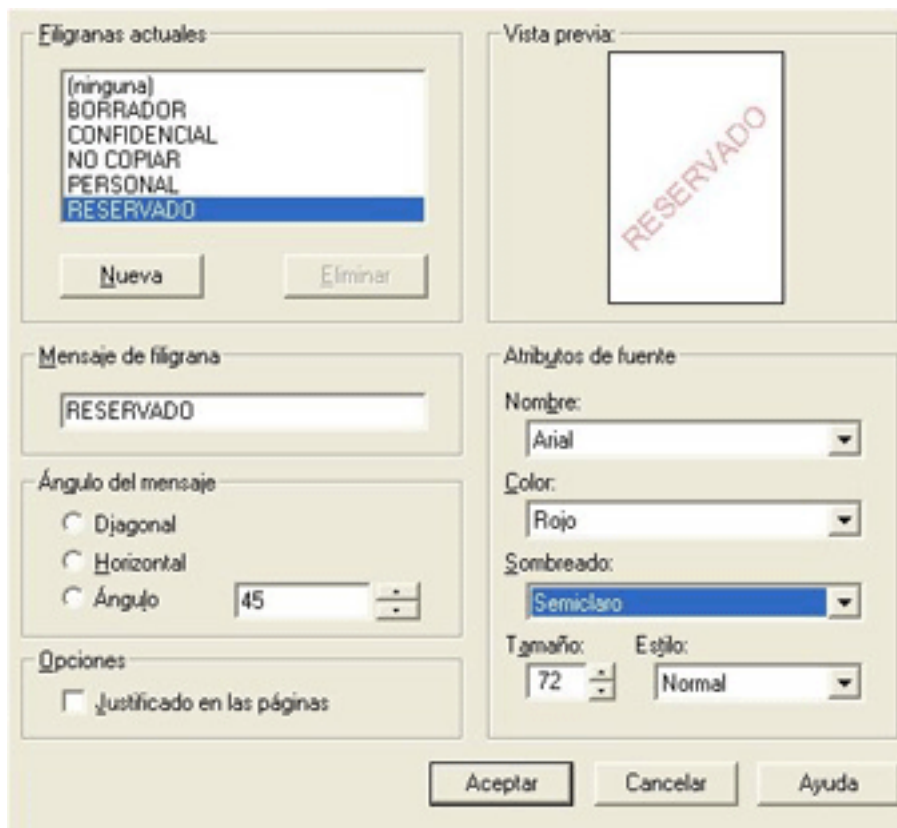 Filigranas actuales
(ninguna)
BORRADOR
CONFIDENCIAL
NO COPIAR
PERSONAL
RESERVADO
Nueva
Eliminar
Vista previa:
RESERVADO
Mensaje de filigrana
RESERVADO
Ángulo del mensaje
Diagonal
Horizontal
Ángulo 45
Opciones
Justificado en las páginas
Atributos de fuente
Nombre:
Arial
Color:
Rojo
Sombreado:
Semiclaro
Tamaño: Estilo:
72 Normal
Aceptar Cancelar Ayuda